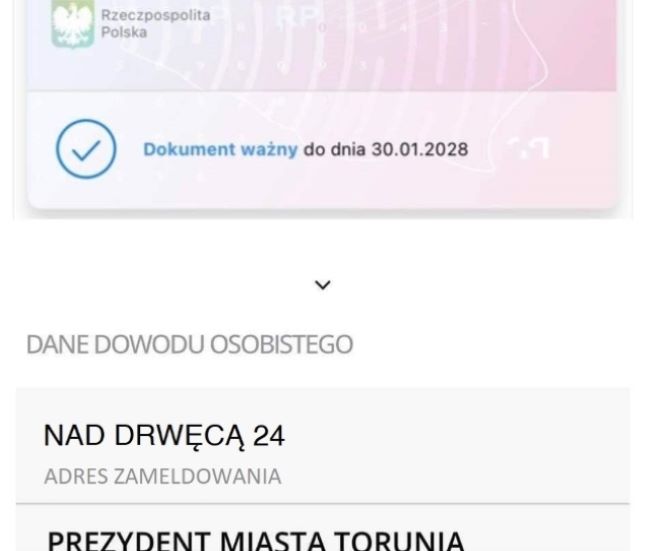 Rzeczpospolita
Polska
RP
Dokument ważny do dnia 30.01.2028
DANE DOWODU OSOBISTEGO
NAD DRWĘCĄ 24
ADRES ZAMELDOWANIA
PREZYDENT MIASTA TORUNIA